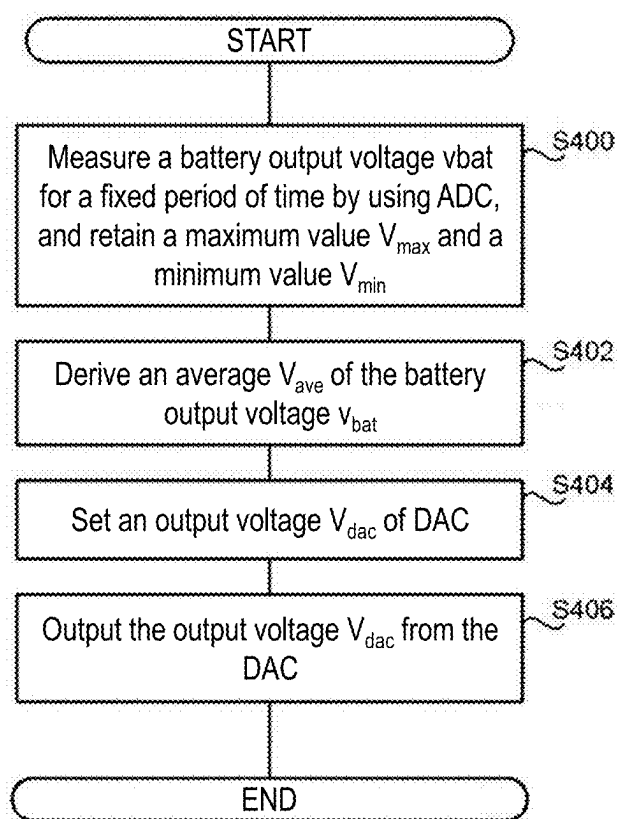 START
S400
Measure a battery output voltage vbat
for a fixed period of time by using ADC,
and retain a maximum value Vmax and a
minimum value Vmin
S402
Derive an average Vave of the battery
output voltage vbat
S404
Set an output voltage Vdac of DAC
S406
Output the output voltage Vdac from the
DAC
END